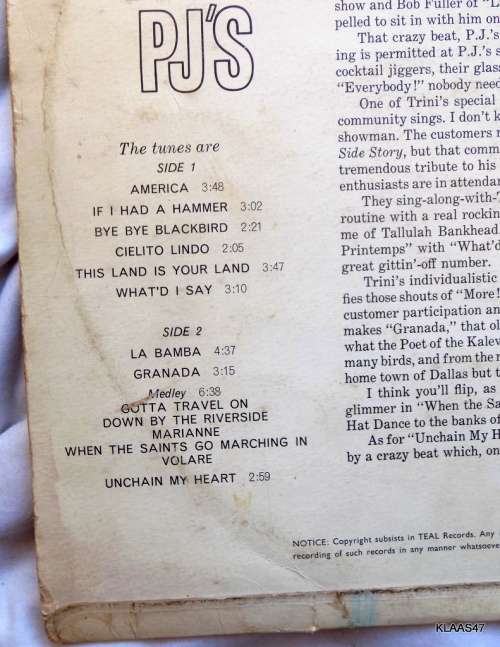 PJ'S
The tunes are
SIDE 1
AMERICA 3:48
IF I HAD A HAMMER 3:02
BYE BYE BLACKBIRD 2:21
CIELITO LINDO 2:05
THIS LAND IS YOUR LAND 3:47
WHAT'D I SAY 3:10
SIDE 2
LA BAMBA 4:37
GRANADA 3:15
Medley 6:38
GOTTA TRAVEL ON
DOWN BY THE RIVERSIDE
MARIANNE
WHEN THE SAINTS GO MARCHING IN
VOLARE
UNCHAIN MY HEART 2:59
show and Bob Fuller of "L
pelled to sit in with him on
That crazy beat, P.J.'s
ing is permitted at P.J.'s s
cocktail jiggers, their glass
"Everybody!" nobody need
One of Trini's special
community sings. I don't k
showman. The customers
Side Story, but that comm
tremendous tribute to his
enthusiasts are in attendan
They sing-along-with-T
routine with a real rockin
me of Tallulah Bankhead
Printemps" with "What'd
great gittin'-off number.
Trini's individualistic
fies those shouts of "More!
customer participation an
makes "Granada," that ol
what the Poet of the Kalev
many birds, and from the
home town of Dallas but t
I think you'll flip, as
glimmer in "When the Sa
Hat Dance to the banks of
As for "Unchain My H
by a crazy beat which, on
NOTICE: Copyright subsists in TEAL Records. Any
recording of such records in any manner whatsoeve
KLAAS47